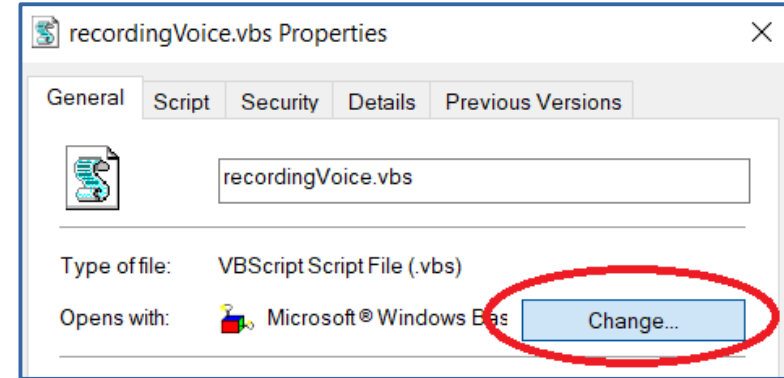 recordingVoice.vbs Properties
General Script Security Details Previous Versions
recordingVoice.vbs
Type of file: VBScript Script File (.vbs)
Opens with: Microsoft® Windows Bas Change...